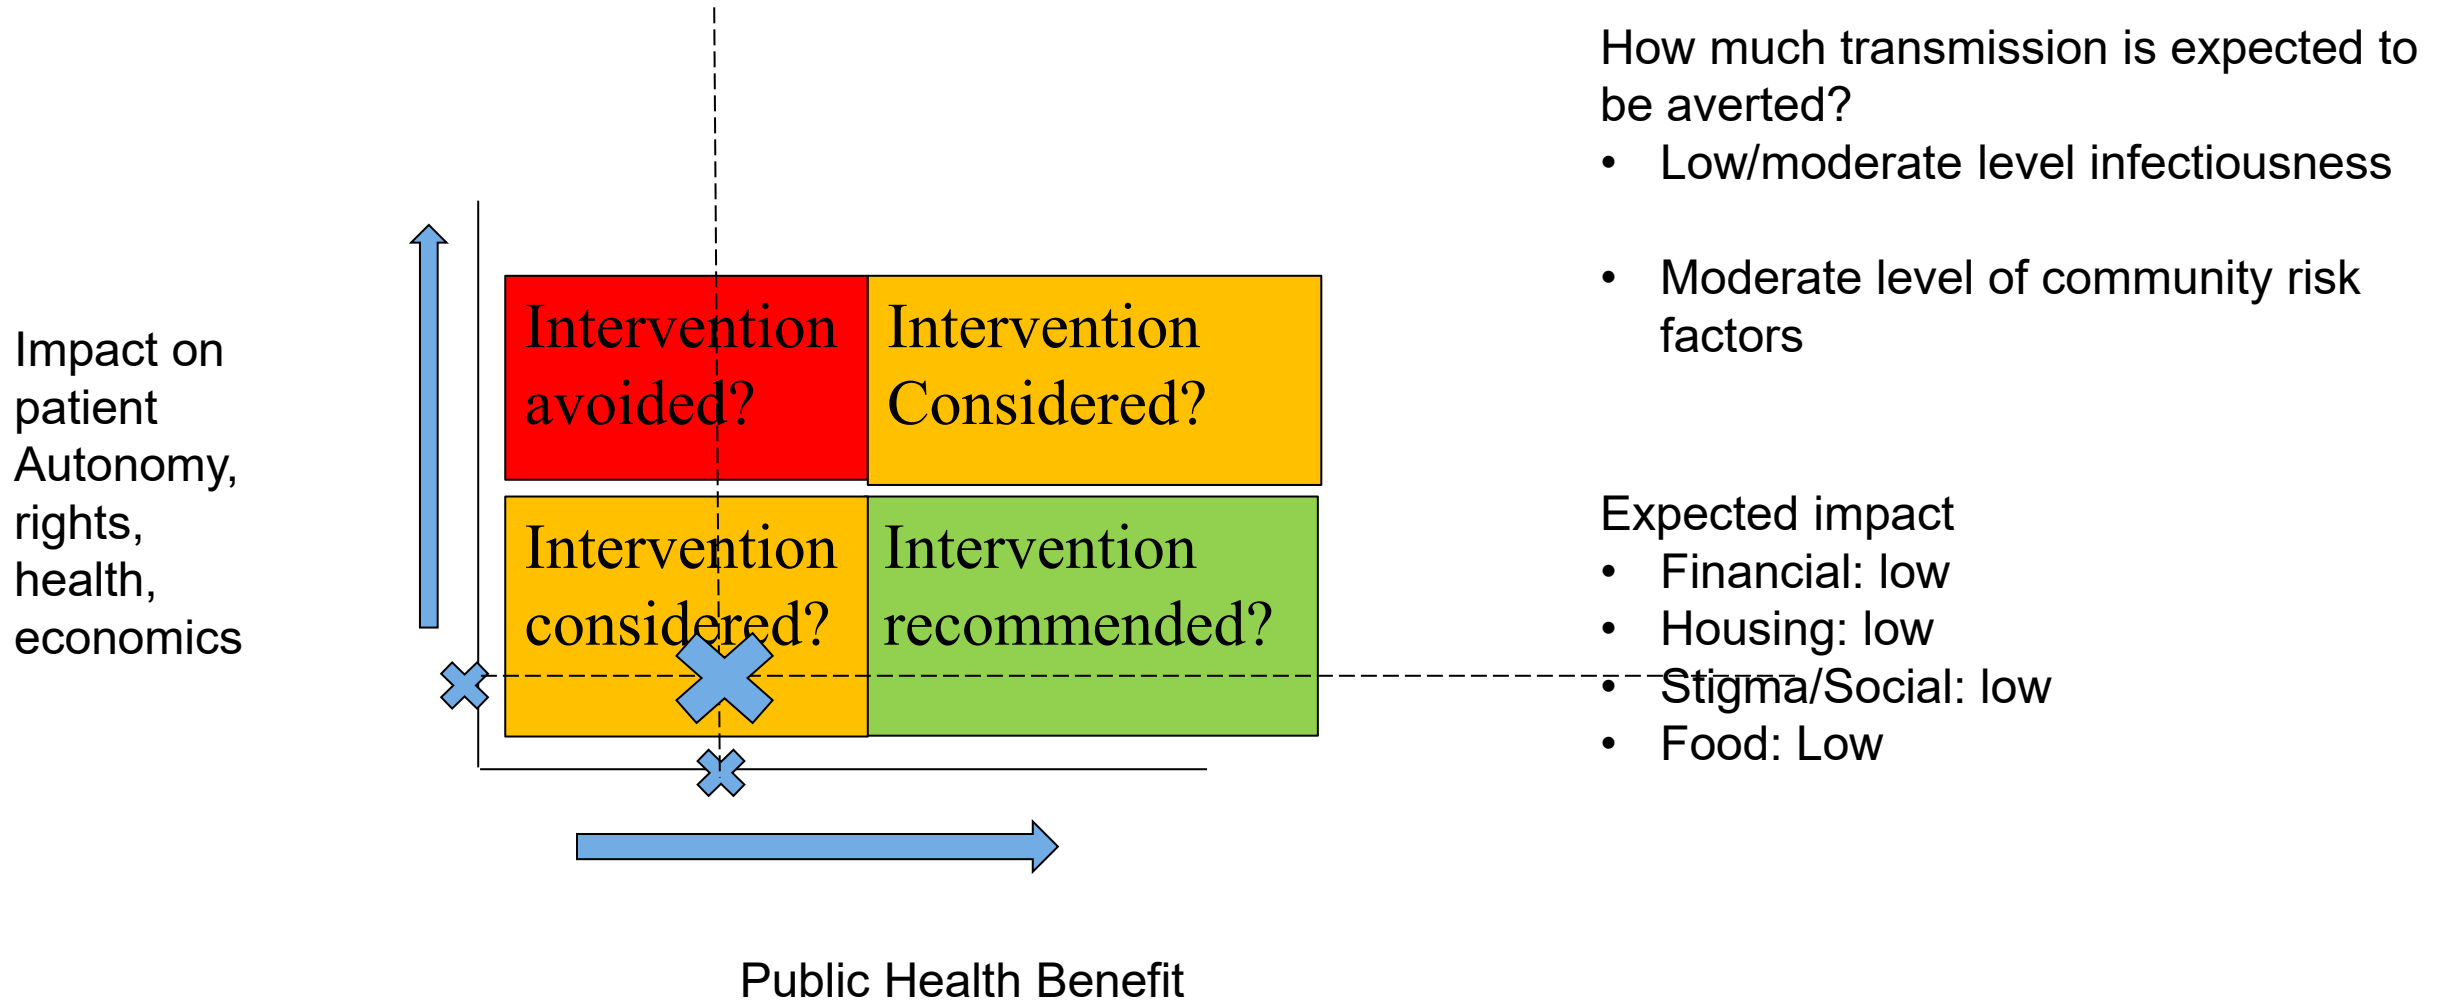 Impact on
patient
Autonomy,
rights,
health,
economics
Intervention
avoided?
Intervention
Considered?
Intervention
considered?
Intervention
recommended?
Public Health Benefit
How much transmission is expected to
be averted?
• Low/moderate level infectiousness
• Moderate level of community risk
factors
Expected impact
• Financial: low
• Housing: low
• Stigma/Social: low
• Food: Low